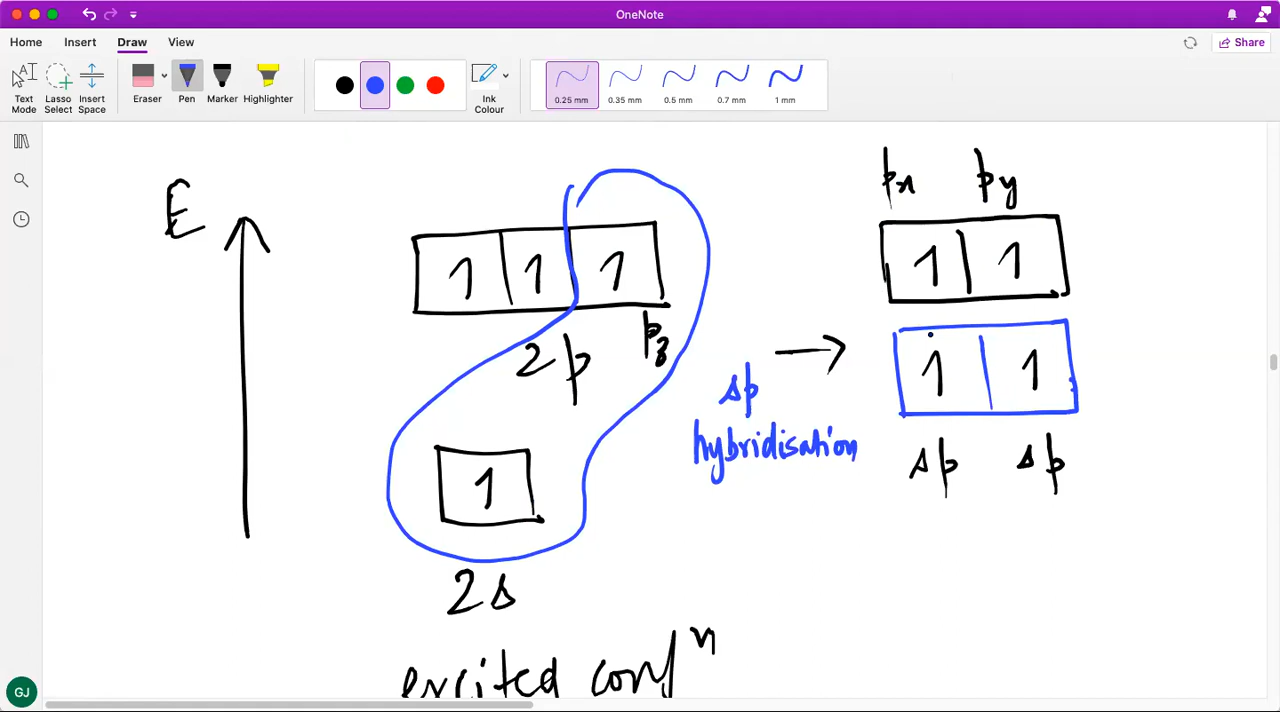 OneNote
Home Insert Draw View
Share
Text Mode
Lasso Select
Insert Space
Eraser
Pen
Marker
Highlighter
Ink Colour
0.25 mm
0.35 mm
0.5 mm
0.7 mm
1 mm
E
1 1 1
2p
pz
1
2s
excited confn
sp
hybridisation
px py
1 1
1 1
sp sp
GJ